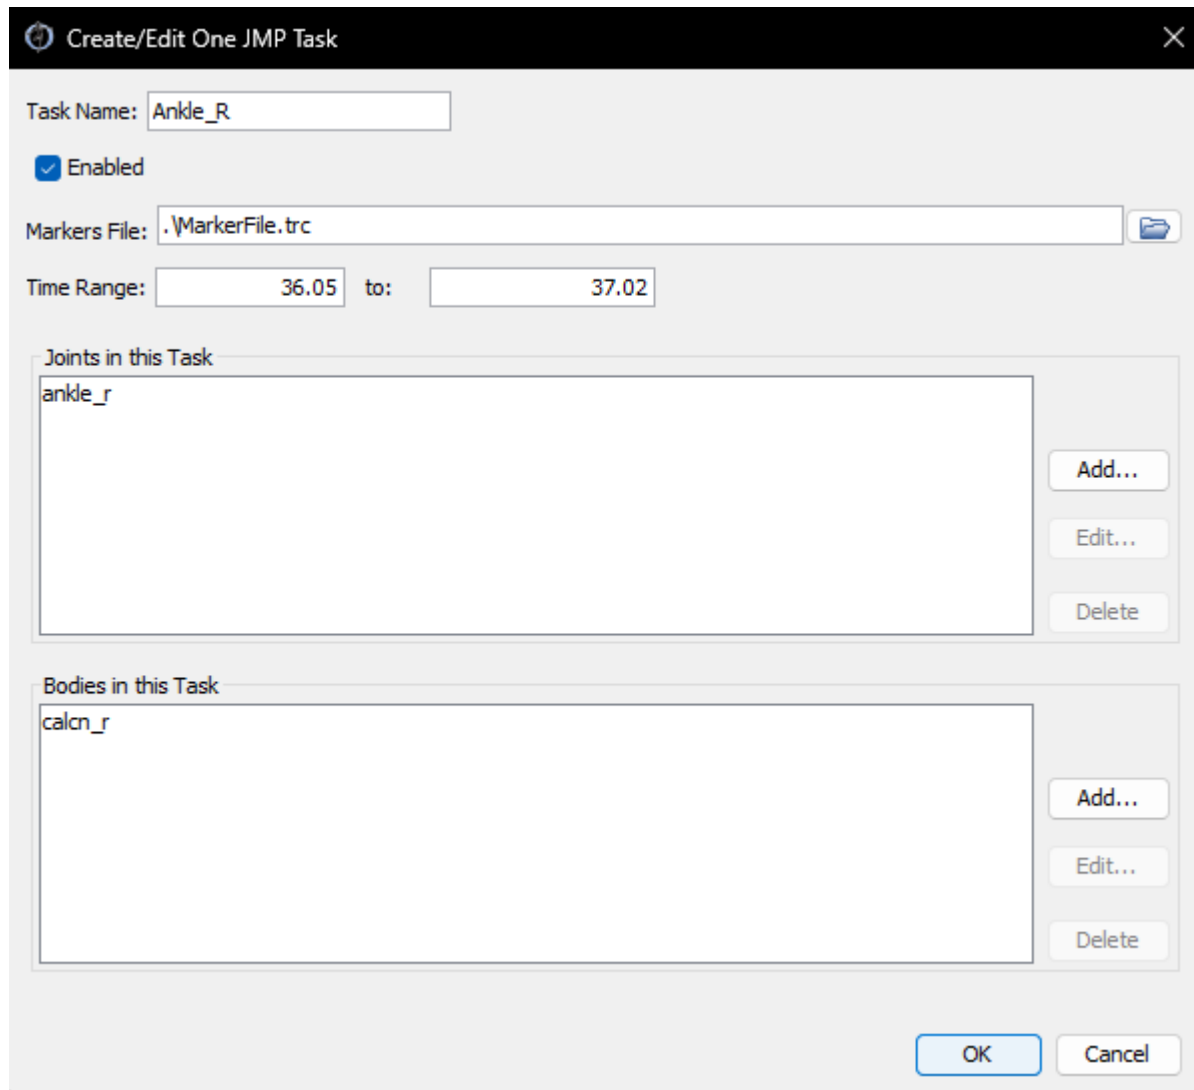 Create/Edit One JMP Task
Task Name: Ankle_R
Enabled
Markers File: .\MarkerFile.trc
Time Range: 36.05 to: 37.02
Joints in this Task
ankle_r
Add...
Edit...
Delete
Bodies in this Task
calcn_r
Add...
Edit...
Delete
OK Cancel